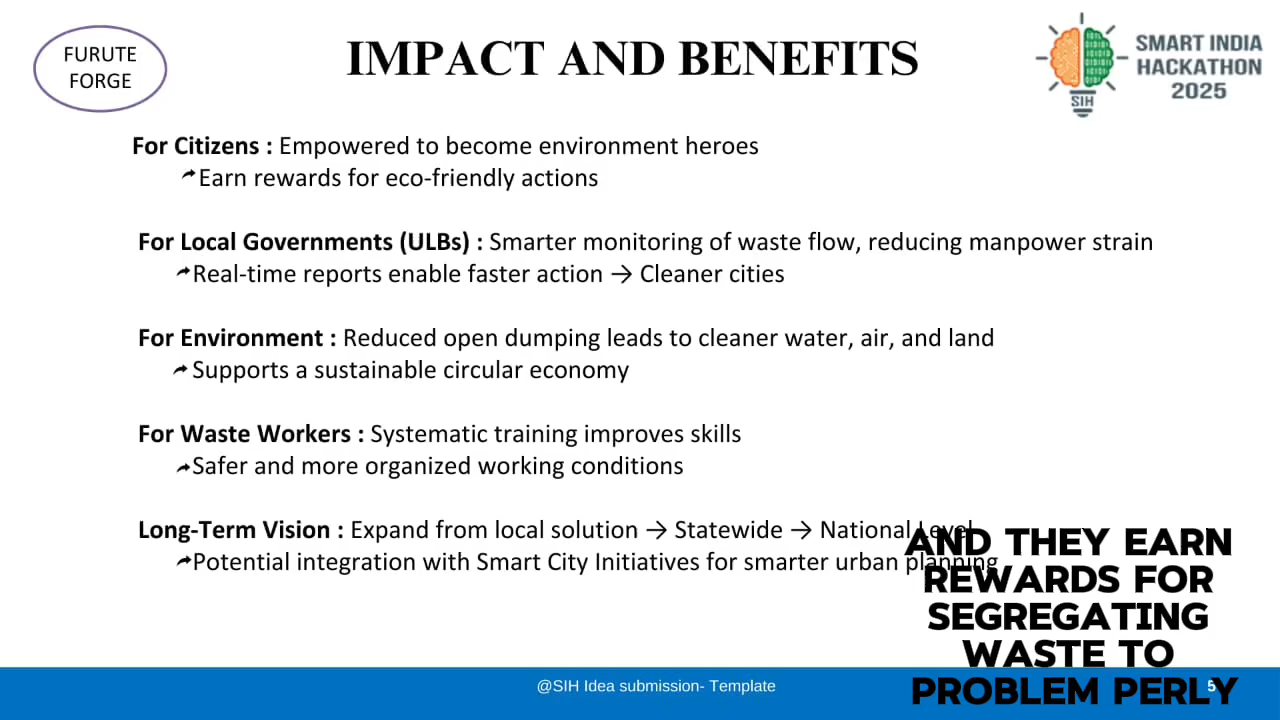 FURUTE
FORGE
IMPACT AND BENEFITS
SMART INDIA
HACKATHON
2025
SIH
For Citizens : Empowered to become environment heroes
Earn rewards for eco-friendly actions
For Local Governments (ULBs) : Smarter monitoring of waste flow, reducing manpower strain
Real-time reports enable faster action → Cleaner cities
For Environment : Reduced open dumping leads to cleaner water, air, and land
Supports a sustainable circular economy
For Waste Workers : Systematic training improves skills
Safer and more organized working conditions
Long-Term Vision : Expand from local solution → Statewide → National Level
Potential integration with Smart City Initiatives for smarter urban planning
AND THEY EARN
REWARDS FOR
SEGREGATING
WASTE TO
PROBLEM PERLY
@SIH Idea submission- Template
5